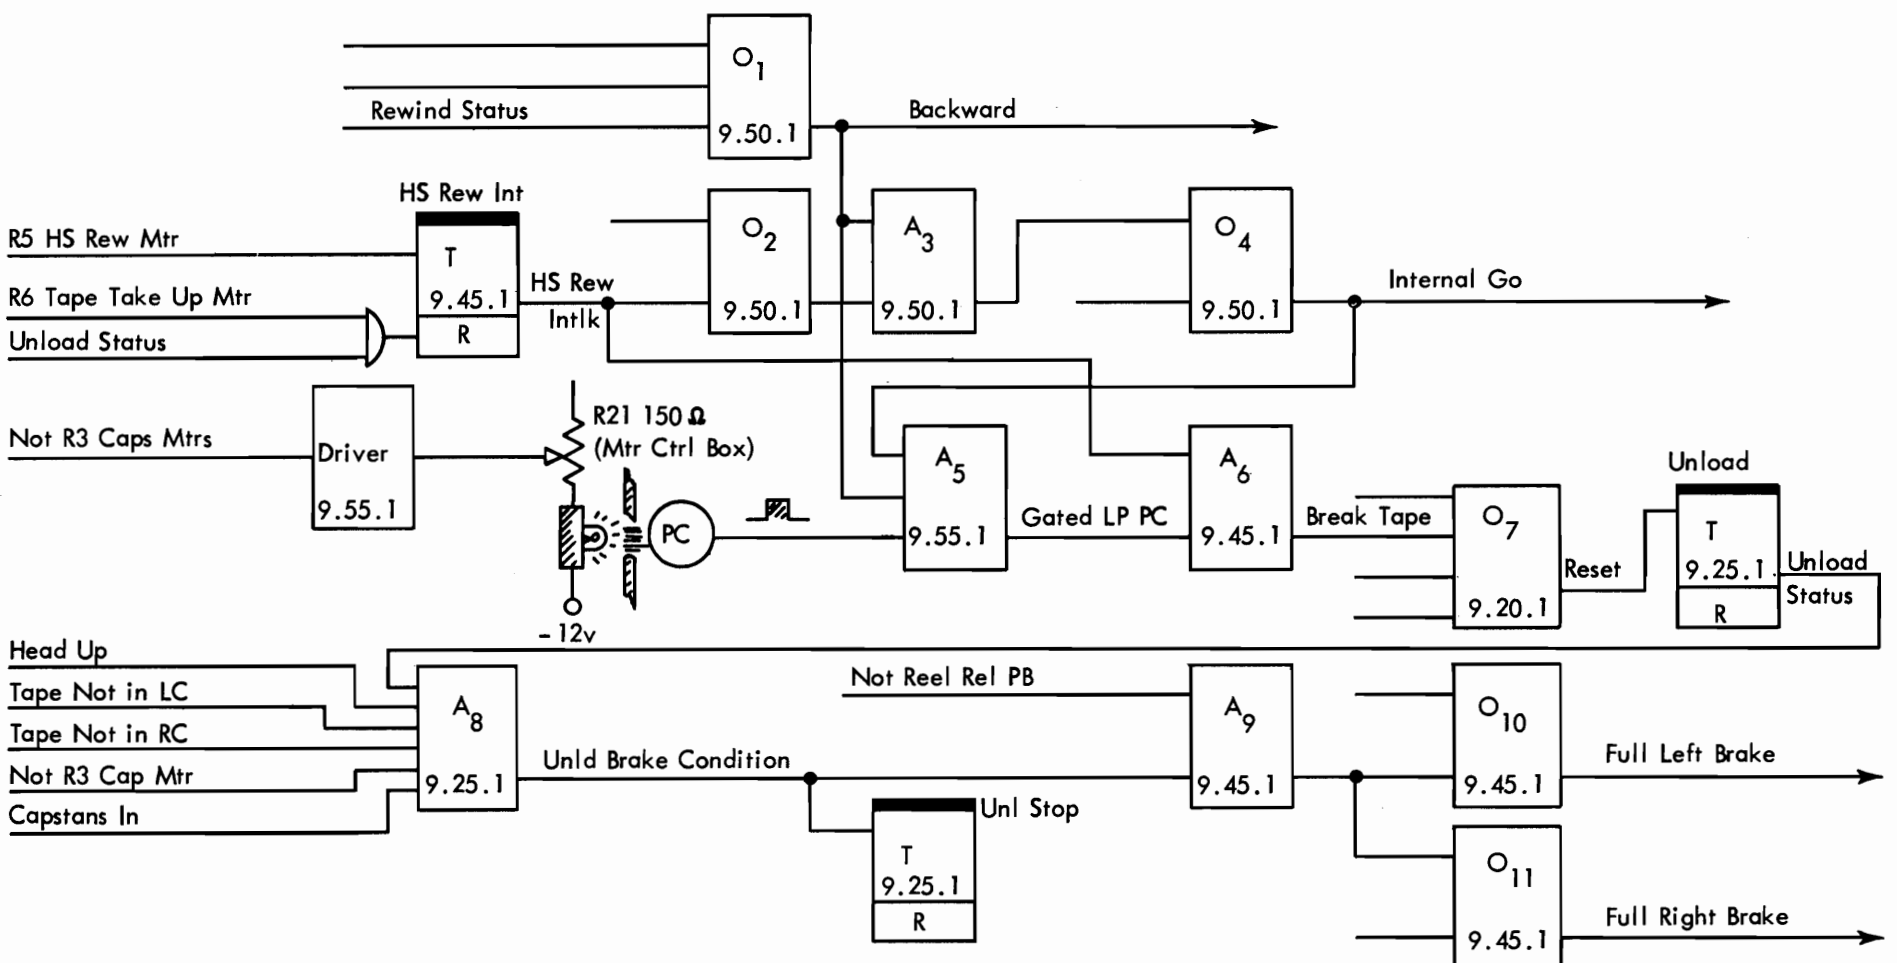 O1
9.50.1
Rewind Status
Backward
HS Rew Int
R5 HS Rew Mtr
T
9.45.1
R
R6 Tape Take Up Mtr
Unload Status
HS Rew
Intlk
O2
9.50.1
A3
9.50.1
O4
9.50.1
Internal Go
Not R3 Caps Mtrs
Driver
9.55.1
R21 150 Ω
(Mtr Ctrl Box)
PC
- 12v
A5
9.55.1
Gated LP PC
A6
9.45.1
Break Tape
O7
9.20.1
Reset
Unload
T
9.25.1
R
Unload
Status
Head Up
Tape Not in LC
Tape Not in RC
Not R3 Cap Mtr
Capstans In
A8
9.25.1
Unld Brake Condition
Not Reel Rel PB
Unl Stop
T
9.25.1
R
A9
9.45.1
O10
9.45.1
Full Left Brake
O11
9.45.1
Full Right Brake